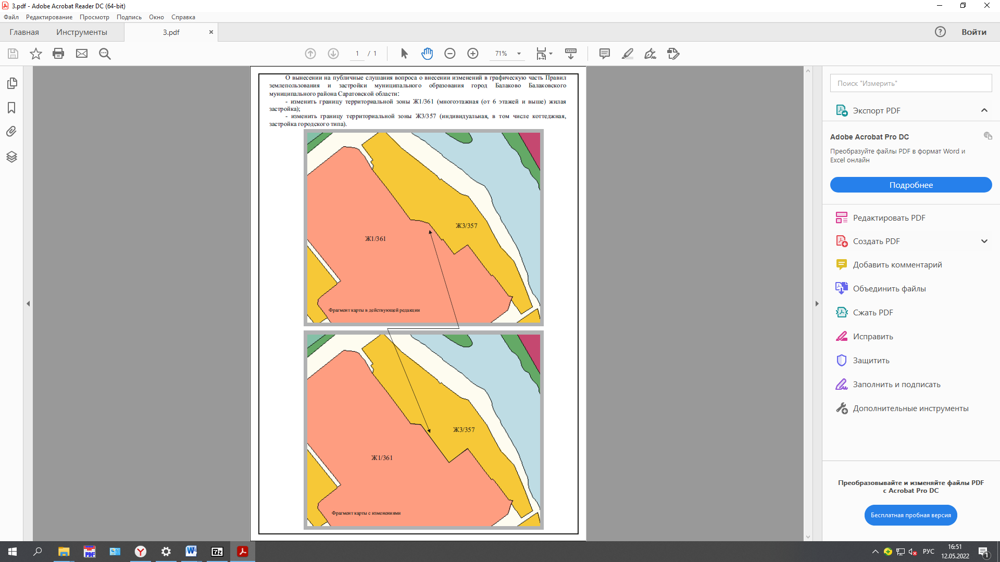 3.pdf - Adobe Acrobat Reader DC (64-bit)
Файл Редактирование Просмотр Подпись Окно Справка
Главная Инструменты 3.pdf × Войти
1 / 1 71%
О вынесении на публичные слушания вопроса о внесении изменений в графическую часть Правил
землепользования и застройки муниципального образования город Балаково Балаковского
муниципального района Саратовской области:
- изменить границу территориальной зоны Ж1/361 (многоэтажная (от 6 этажей и выше) жилая
застройка);
- изменить границу территориальной зоны Ж3/357 (индивидуальная, в том числе коттеджная,
застройка городского типа).
Ж3/357
Ж1/361
Фрагмент карты в действующей редакции
Ж3/357
Ж1/361
Фрагмент карты с изменениями
Поиск "Измерить"
Экспорт PDF
Adobe Acrobat Pro DC
Преобразуйте файлы PDF в формат Word и
Excel онлайн
Подробнее
Редактировать PDF
Создать PDF
Добавить комментарий
Объединить файлы
Сжать PDF
Исправить
Защитить
Заполнить и подписать
Дополнительные инструменты
Преобразовывайте и изменяйте файлы PDF
с Acrobat Pro DC
Бесплатная пробная версия
PDF
Y
W
7z
РУС
16:51
12.05.2022
1